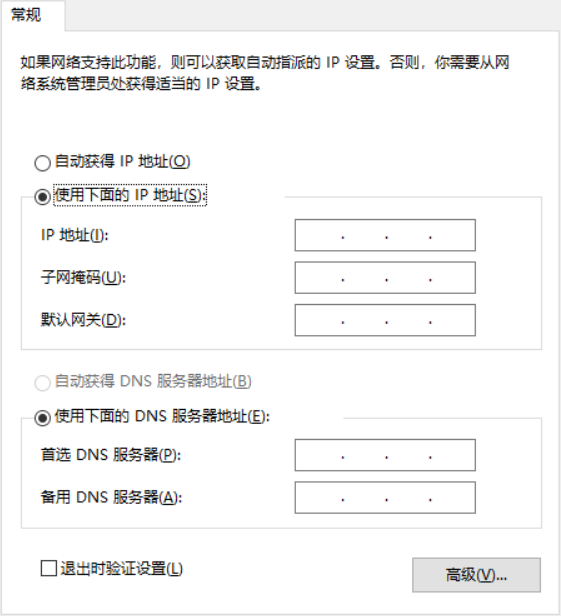 常规
如果网络支持此功能，则可以获取自动指派的 IP 设置。否则，你需要从网
络系统管理员处获得适当的 IP 设置。
自动获得 IP 地址(O)
使用下面的 IP 地址(S):
IP 地址(I):
子网掩码(U):
默认网关(D):
自动获得 DNS 服务器地址(B)
使用下面的 DNS 服务器地址(E):
首选 DNS 服务器(P):
备用 DNS 服务器(A):
退出时验证设置(L)
高级(V)...